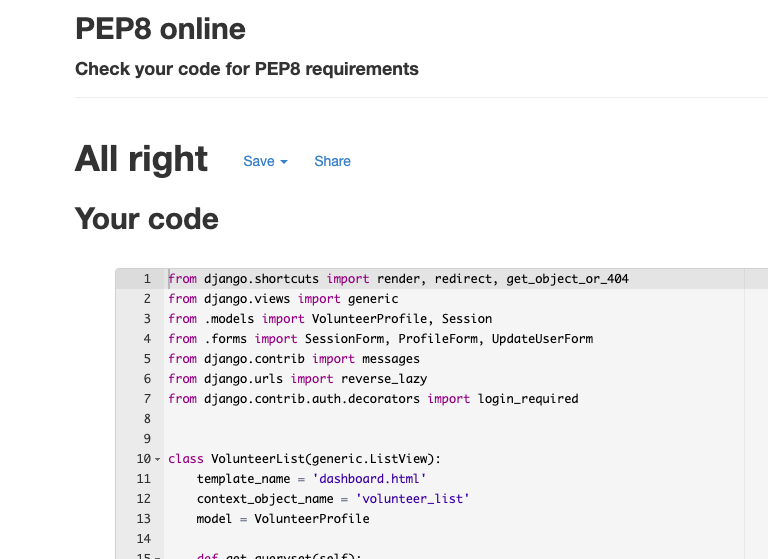 PEP8 online
Check your code for PEP8 requirements
All right Save Share
Your code
1 from django.shortcuts import render, redirect, get_object_or_404
2 from django.views import generic
3 from .models import VolunteerProfile, Session
4 from .forms import SessionForm, ProfileForm, UpdateUserForm
5 from django.contrib import messages
6 from django.urls import reverse_lazy
7 from django.contrib.auth.decorators import login_required
8
9
10 class VolunteerList(generic.ListView):
11     template_name = 'dashboard.html'
12     context_object_name = 'volunteer_list'
13     model = VolunteerProfile
14
15     def get_queryset(self):